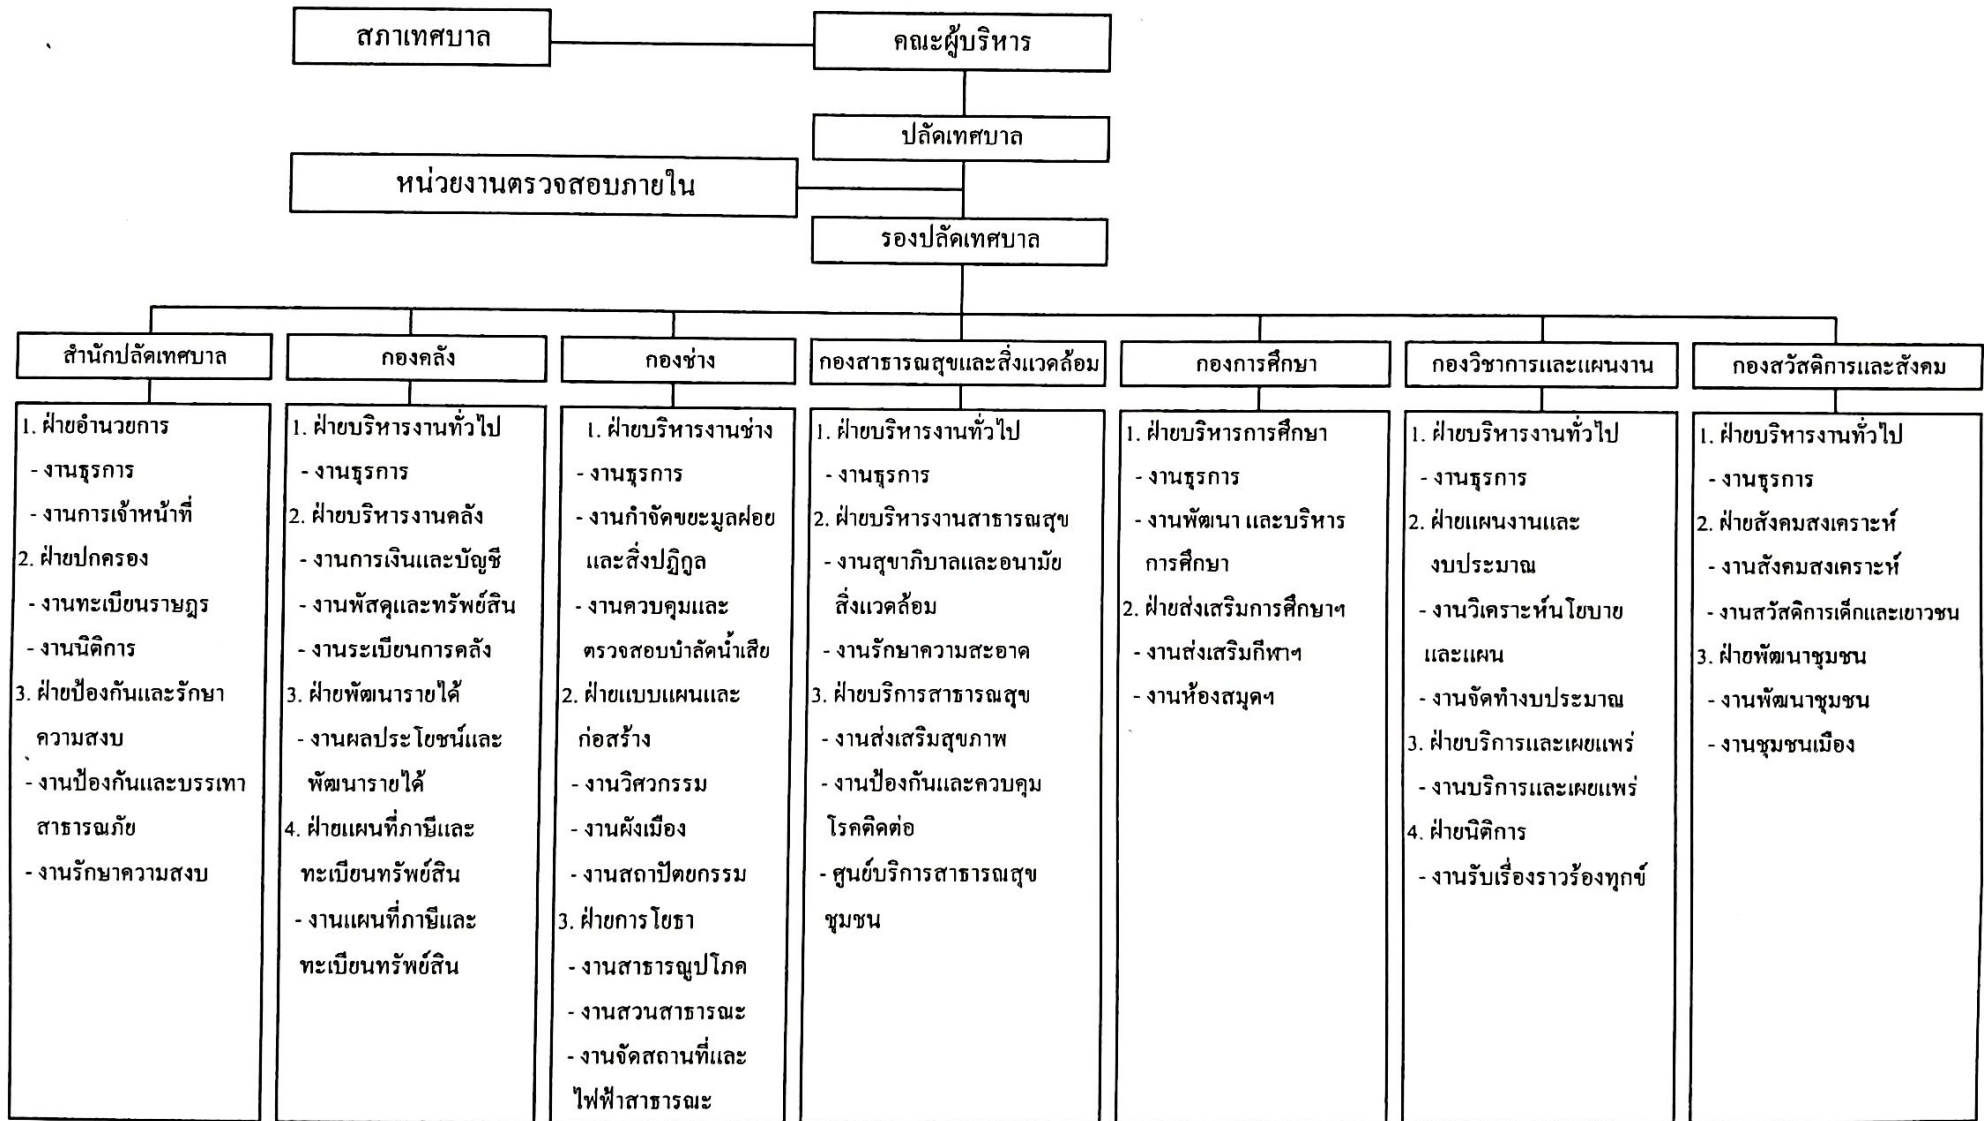 สภาเทศบาล
คณะผู้บริหาร
ปลัดเทศบาล
หน่วยงานตรวจสอบภายใน
รองปลัดเทศบาล
สำนักปลัดเทศบาล
1. ฝ่ายอำนวยการ
- งานธุรการ
- งานการเจ้าหน้าที่
2. ฝ่ายปกครอง
- งานทะเบียนราษฎร
- งานนิติการ
3. ฝ่ายป้องกันและรักษา
ความสงบ
- งานป้องกันและบรรเทา
สาธารณภัย
- งานรักษาความสงบ
กองคลัง
1. ฝ่ายบริหารงานทั่วไป
- งานธุรการ
2. ฝ่ายบริหารงานคลัง
- งานการเงินและบัญชี
- งานพัสดุและทรัพย์สิน
- งานระเบียนการคลัง
3. ฝ่ายพัฒนารายได้
- งานผลประโยชน์และ
พัฒนารายได้
4. ฝ่ายแผนที่ภาษีและ
ทะเบียนทรัพย์สิน
- งานแผนที่ภาษีและ
ทะเบียนทรัพย์สิน
กองช่าง
1. ฝ่ายบริหารงานช่าง
- งานธุรการ
- งานกำจัดขยะมูลฝอย
และสิ่งปฏิกูล
- งานควบคุมและ
ตรวจสอบบำลัดน้ำเสีย
2. ฝ่ายแบบแผนและ
ก่อสร้าง
- งานวิศวกรรม
- งานผังเมือง
- งานสถาปัตยกรรม
3. ฝ่ายการโยธา
- งานสาธารณูปโภค
- งานสวนสาธารณะ
- งานจัดสถานที่และ
ไฟฟ้าสาธารณะ
กองสาธารณสุขและสิ่งแวดล้อม
1. ฝ่ายบริหารงานทั่วไป
- งานธุรการ
2. ฝ่ายบริหารงานสาธารณสุข
- งานสุขาภิบาลและอนามัย
สิ่งแวดล้อม
- งานรักษาความสะอาด
3. ฝ่ายบริการสาธารณสุข
- งานส่งเสริมสุขภาพ
- งานป้องกันและควบคุม
โรคติดต่อ
- ศูนย์บริการสาธารณสุข
ชุมชน
กองการศึกษา
1. ฝ่ายบริหารการศึกษา
- งานธุรการ
- งานพัฒนา และบริหาร
การศึกษา
2. ฝ่ายส่งเสริมการศึกษาฯ
- งานส่งเสริมกีฬาฯ
- งานห้องสมุดฯ
กองวิชาการและแผนงาน
1. ฝ่ายบริหารงานทั่วไป
- งานธุรการ
2. ฝ่ายแผนงานและ
งบประมาณ
- งานวิเคราะห์นโยบาย
และแผน
- งานจัดทำงบประมาณ
3. ฝ่ายบริการและเผยแพร่
- งานบริการและเผยแพร่
4. ฝ่ายนิติการ
- งานรับเรื่องราวร้องทุกข์
กองสวัสดิการและสังคม
1. ฝ่ายบริหารงานทั่วไป
- งานธุรการ
2. ฝ่ายสังคมสงเคราะห์
- งานสังคมสงเคราะห์
- งานสวัสดิการเด็กและเยาวชน
3. ฝ่ายพัฒนาชุมชน
- งานพัฒนาชุมชน
- งานชุมชนเมือง